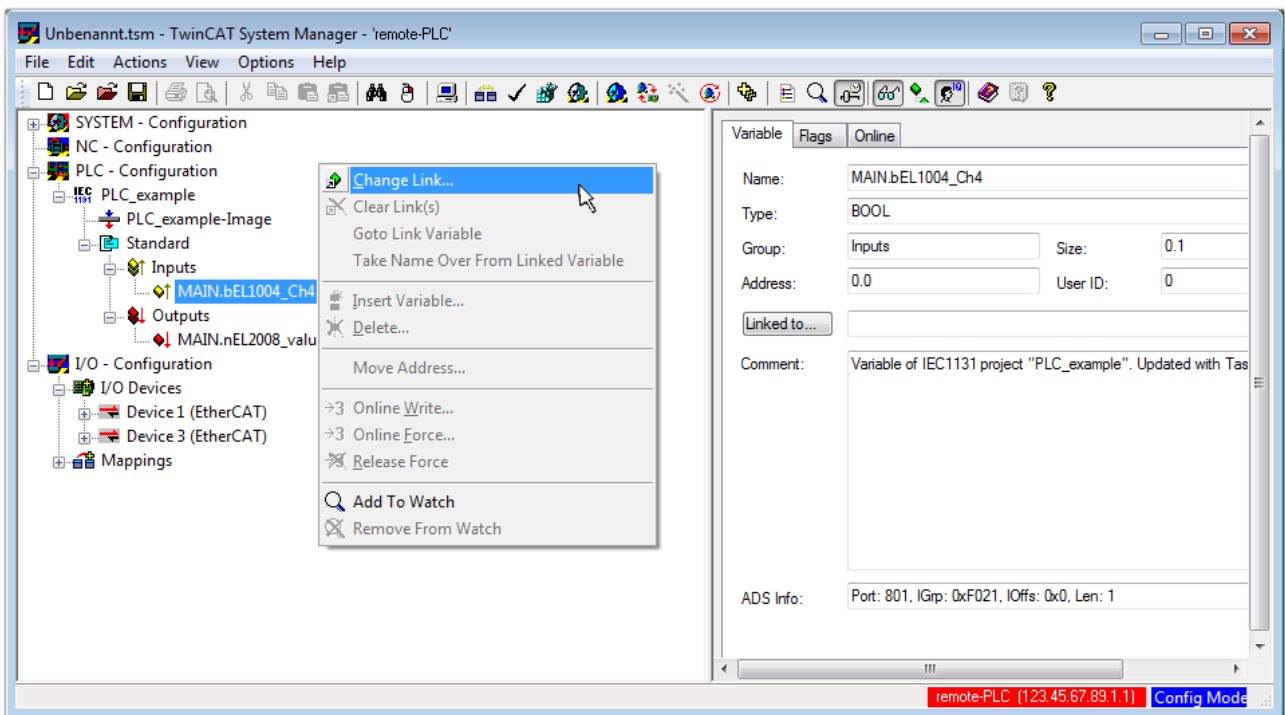 Unbenannt.tsm - TwinCAT System Manager - 'remote-PLC'
File Edit Actions View Options Help
SYSTEM - Configuration
NC - Configuration
PLC - Configuration
IEC 1131 PLC_example
PLC_example-Image
Standard
Inputs
MAIN.bEL1004_Ch4
Outputs
MAIN.nEL2008_valu
I/O - Configuration
I/O Devices
Device 1 (EtherCAT)
Device 3 (EtherCAT)
Mappings
Change Link...
Clear Link(s)
Goto Link Variable
Take Name Over From Linked Variable
Insert Variable...
Delete...
Move Address...
→3 Online Write...
→3 Online Force...
Release Force
Add To Watch
Remove From Watch
Variable Flags Online
Name: MAIN.bEL1004_Ch4
Type: BOOL
Group: Inputs Size: 0.1
Address: 0.0 User ID: 0
Linked to...
Comment: Variable of IEC1131 project "PLC_example". Updated with Tas
ADS Info: Port: 801, IGrp: 0xF021, IOffs: 0x0, Len: 1
remote-PLC (123.45.67.89.1.1) Config Mode